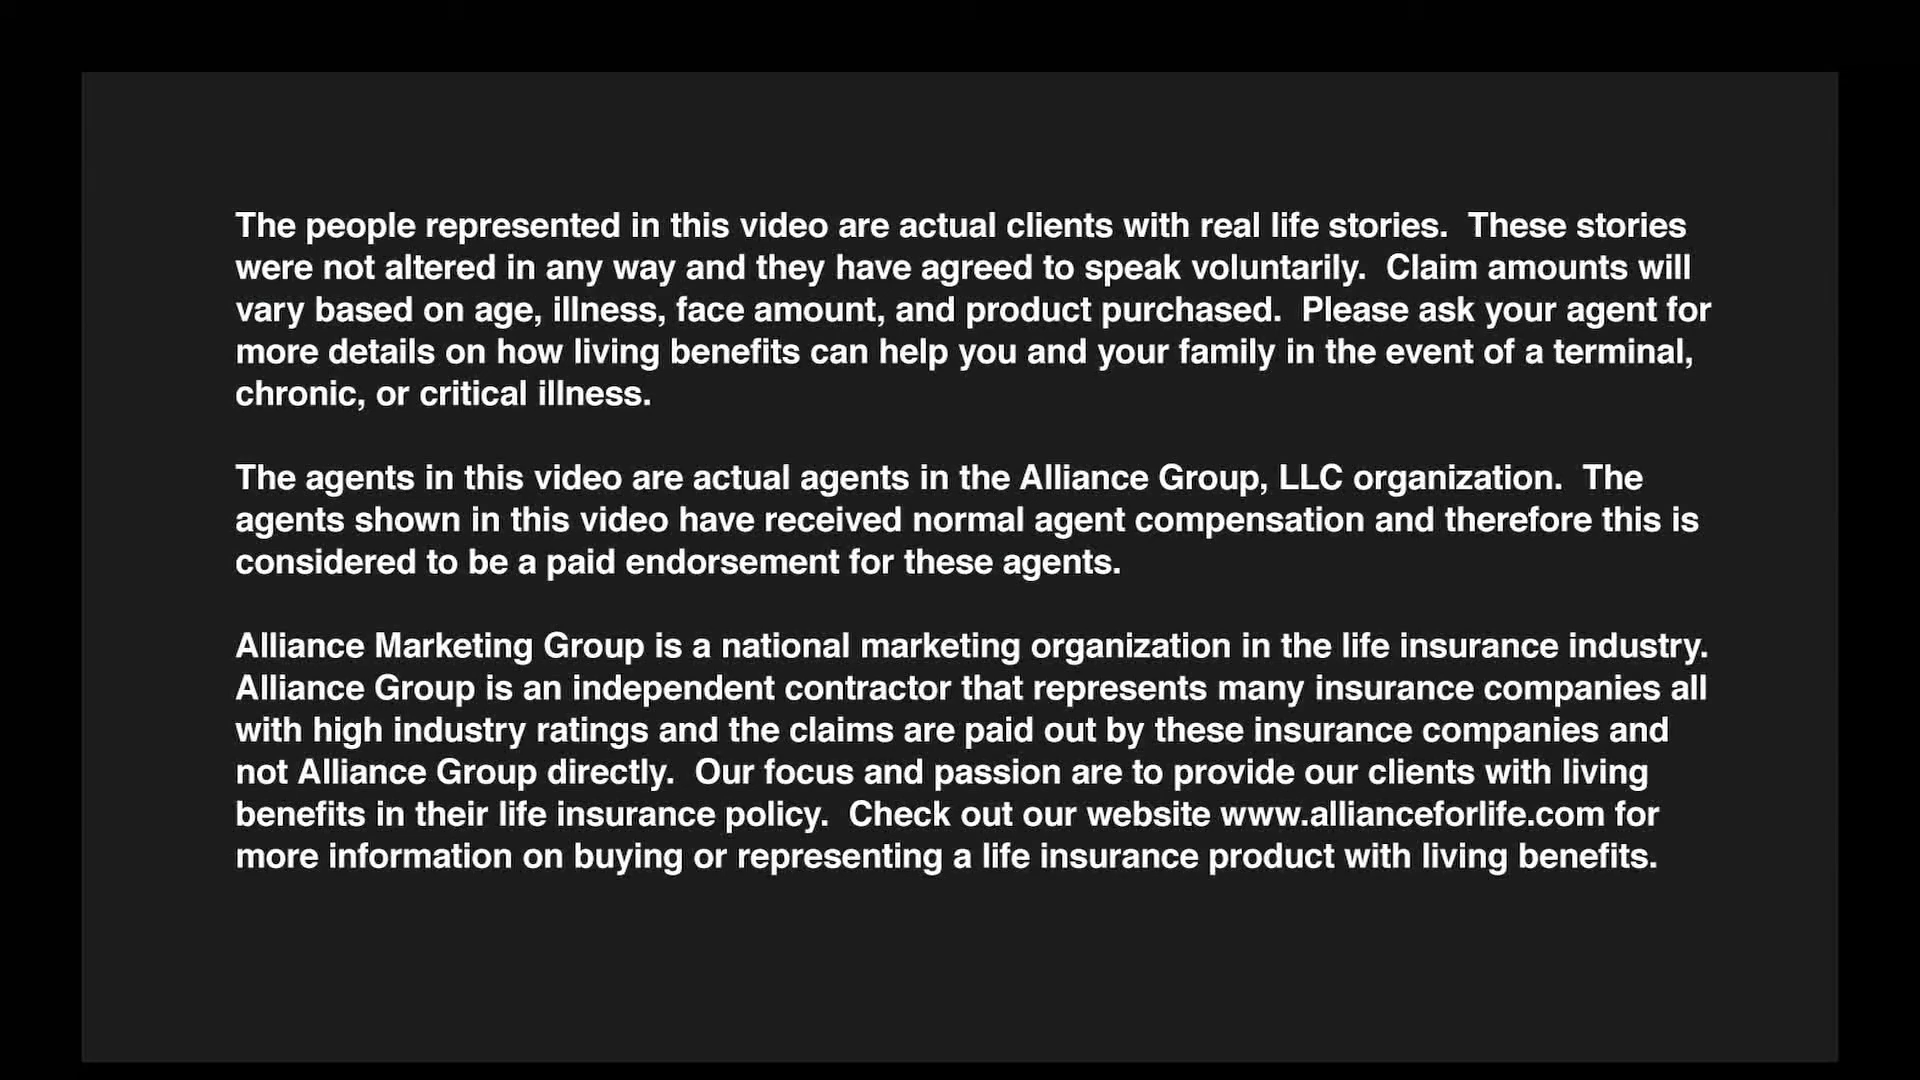 The people represented in this video are actual clients with real life stories.  These stories
were not altered in any way and they have agreed to speak voluntarily.  Claim amounts will
vary based on age, illness, face amount, and product purchased.  Please ask your agent for
more details on how living benefits can help you and your family in the event of a terminal,
chronic, or critical illness.
The agents in this video are actual agents in the Alliance Group, LLC organization.  The
agents shown in this video have received normal agent compensation and therefore this is
considered to be a paid endorsement for these agents.
Alliance Marketing Group is a national marketing organization in the life insurance industry.
Alliance Group is an independent contractor that represents many insurance companies all
with high industry ratings and the claims are paid out by these insurance companies and
not Alliance Group directly.  Our focus and passion are to provide our clients with living
benefits in their life insurance policy.  Check out our website www.allianceforlife.com for
more information on buying or representing a life insurance product with living benefits.